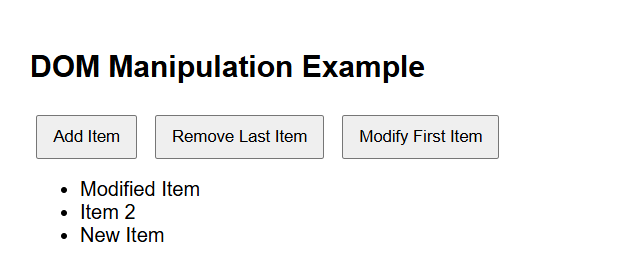 DOM Manipulation Example
Add Item Remove Last Item Modify First Item
Modified Item
Item 2
New Item